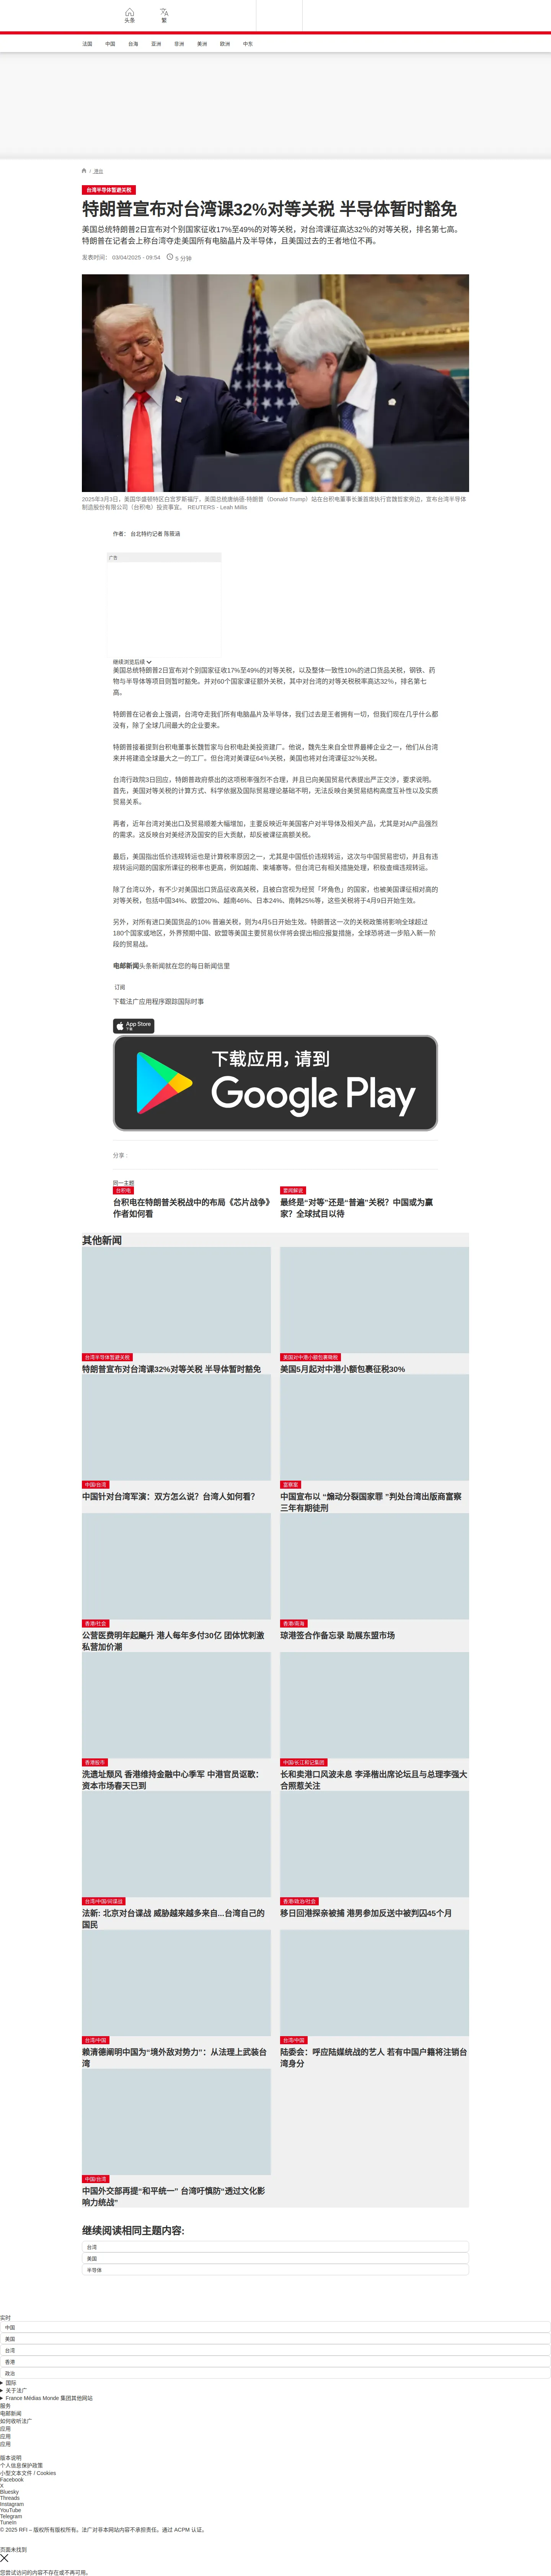 头条
繁
法国
中国
台海
亚洲
非洲
美洲
欧洲
中东
/ 港台
台湾半导体暂避关税
特朗普宣布对台湾课32%对等关税 半导体暂时豁免
美国总统特朗普2日宣布对个别国家征收17%至49%的对等关税，对台湾课征高达32%的对等关税，排名第七高。
特朗普在记者会上称台湾夺走美国所有电脑晶片及半导体，且美国过去的王者地位不再。
发表时间： 03/04/2025 - 09:54
5 分钟
2025年3月3日，美国华盛顿特区白宫罗斯福厅，美国总统唐纳德·特朗普（Donald Trump）站在台积电董事长兼首席执行官魏哲家旁边，宣布台湾半导体
制造股份有限公司（台积电）投资事宜。 REUTERS - Leah Millis
作者： 台北特约记者 陈筱涵
广告
继续浏览后续
美国总统特朗普2日宣布对个别国家征收17%至49%的对等关税，以及整体一致性10%的进口货品关税，钢铁、药
物与半导体等项目则暂时豁免。并对60个国家课征额外关税，其中对台湾的对等关税税率高达32%，排名第七
高。
特朗普在记者会上强调，台湾夺走我们所有电脑晶片及半导体，我们过去是王者拥有一切，但我们现在几乎什么都
没有，除了全球几间最大的企业要来。
特朗普接着提到台积电董事长魏哲家与台积电赴美投资建厂。他说，魏先生来自全世界最棒企业之一，他们从台湾
来并将建造全球最大之一的工厂。但台湾对美课征64%关税，美国也将对台湾课征32%关税。
台湾行政院3日回应，特朗普政府祭出的这项税率强烈不合理，并且已向美国贸易代表提出严正交涉，要求说明。
首先，美国对等关税的计算方式、科学依据及国际贸易理论基础不明，无法反映台美贸易结构高度互补性以及实质
贸易关系。
再者，近年台湾对美出口及贸易顺差大幅增加，主要反映近年美国客户对半导体及相关产品，尤其是对AI产品强烈
的需求。这反映台对美经济及国安的巨大贡献，却反被课征高额关税。
最后，美国指出低价违规转运也是计算税率原因之一，尤其是中国低价违规转运，这次与中国贸易密切，并且有违
规转运问题的国家所课征的税率也更高，例如越南、柬埔寨等。但台湾已有相关措施处理，积极查缉违规转运。
除了台湾以外，有不少对美国出口货品征收高关税，且被白宫视为经贸「坏角色」的国家，也被美国课征相对高的
对等关税，包括中国34%、欧盟20%、越南46%、日本24%、南韩25%等，这些关税将于4月9日开始生效。
另外，对所有进口美国货品的10% 普遍关税，则为4月5日开始生效。特朗普这一次的关税政策将影响全球超过
180个国家或地区，外界预期中国、欧盟等美国主要贸易伙伴将会提出相应报复措施，全球恐将进一步陷入新一阶
段的贸易战。
电邮新闻头条新闻就在您的每日新闻信里
订阅
下载法广应用程序跟踪国际时事
App Store
下载
下载应用，请到
Google Play
分享 :
同一主题
台积电
台积电在特朗普关税战中的布局《芯片战争》
作者如何看
要闻解说
最终是“对等”还是“普遍”关税？中国或为赢
家？全球拭目以待
其他新闻
台湾半导体暂避关税
特朗普宣布对台湾课32%对等关税 半导体暂时豁免
美国对中港小额包裹徵税
美国5月起对中港小额包裹征税30%
中国/台湾
中国针对台湾军演：双方怎么说？台湾人如何看？
富察案
中国宣布以 “煽动分裂国家罪 ”判处台湾出版商富察
三年有期徒刑
香港/社会
公营医费明年起飚升 港人每年多付30亿 团体忧刺激
私营加价潮
香港/南海
琼港签合作备忘录 助展东盟市场
香港股市
洗遗址颓风 香港维持金融中心季军 中港官员讴歌：
资本市场春天已到
中国/长江和记集团
长和卖港口风波未息 李泽楷出席论坛且与总理李强大
合照惹关注
台湾/中国/间谍战
法新: 北京对台谍战 威胁越来越多来自...台湾自己的
国民
香港/政治/社会
移日回港探亲被捕 港男参加反送中被判囚45个月
台湾/中国
赖清德阐明中国为“境外敌对势力”：从法理上武装台
湾
台湾/中国
陆委会：呼应陆媒统战的艺人 若有中国户籍将注销台
湾身分
中国/台湾
中国外交部再提“和平统一” 台湾吁慎防“透过文化影
响力统战”
继续阅读相同主题内容:
台湾
美国
半导体
实时
中国
美国
台湾
香港
政治
国际
关于法广
France Médias Monde 集团其他网站
服务
电邮新闻
如何收听法广
应用
应用
应用
版本说明
个人信息保护政策
小型文本文件 / Cookies
Facebook
X
Bluesky
Threads
Instagram
YouTube
Telegram
TuneIn
© 2025 RFI – 版权所有版权所有。法广对非本网站内容不承担责任。通过 ACPM 认证。
页面未找到
您尝试访问的内容不存在或不再可用。